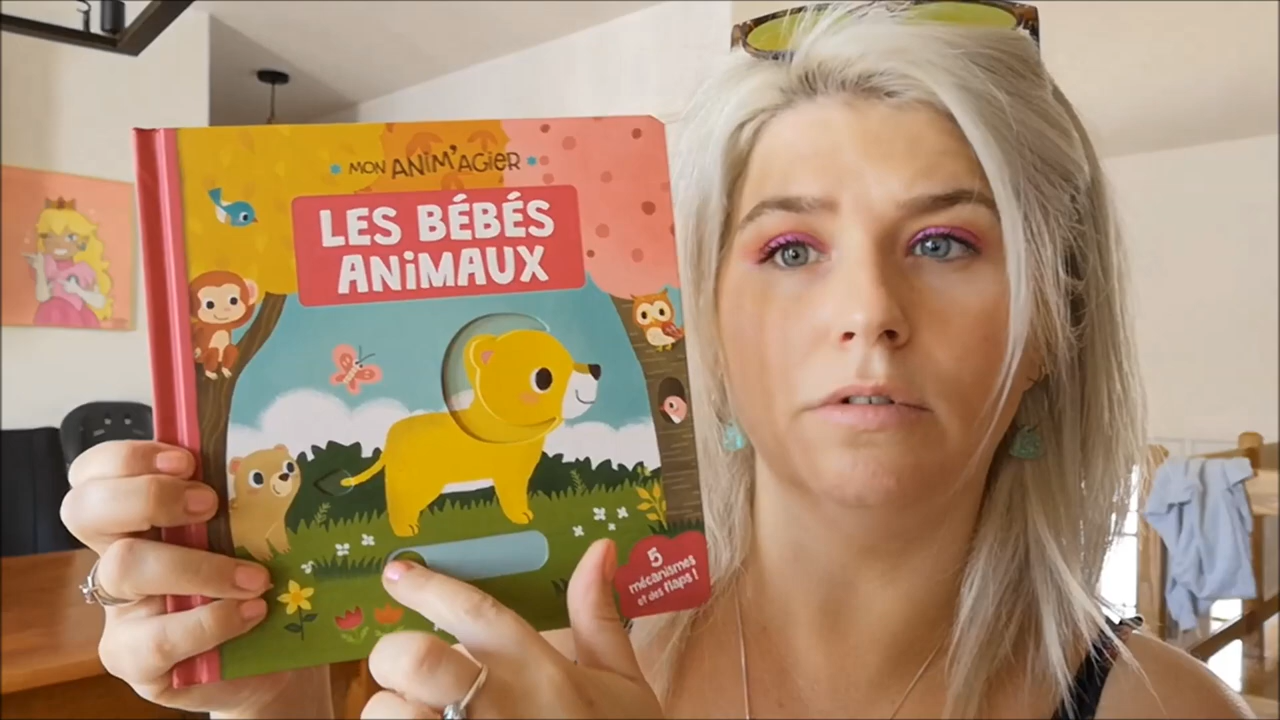 MON ANIM'AGIER
LES BÉBÉS
ANIMAUX
5
mécanismes
et des flaps !